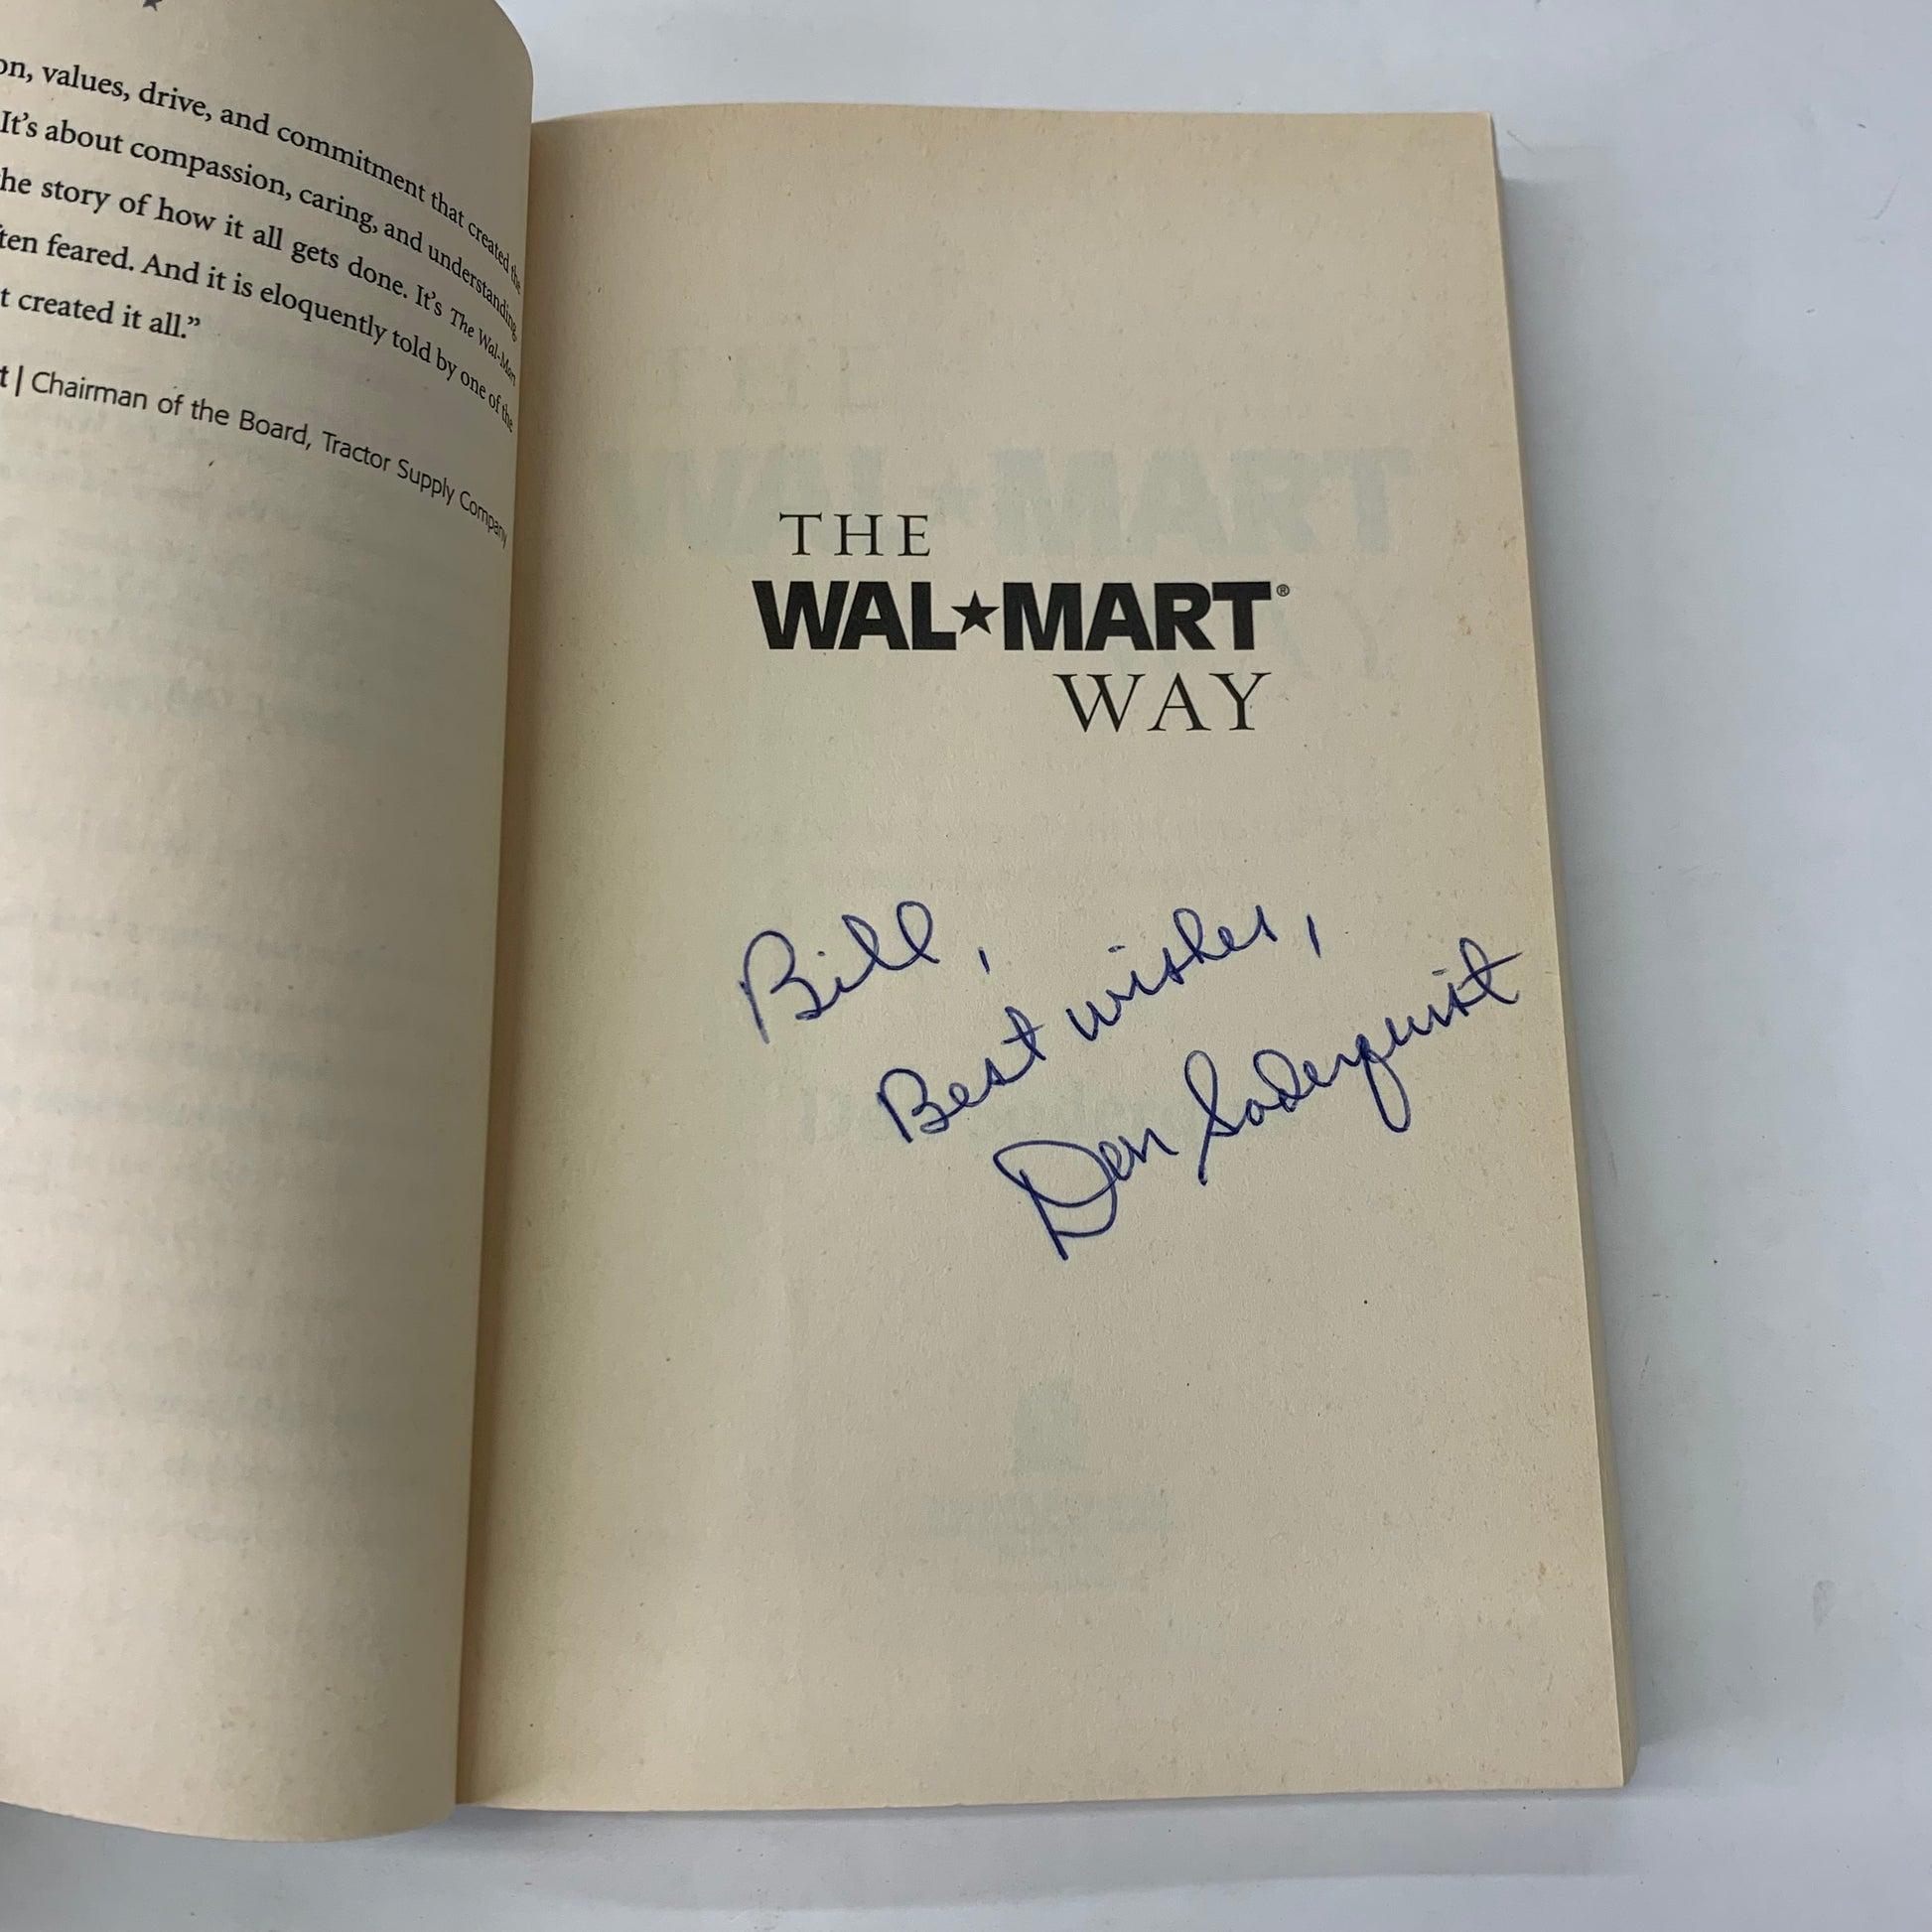 on, values, drive, and commitment that created the
It's about compassion, caring, and understanding,
the story of how it all gets done. It's The Wal-Mart
ten feared. And it is eloquently told by one of the
t created it all.”
t | Chairman of the Board, Tractor Supply Company
THE
WAL★MART®
WAY
Bill,
Best wishes,
Don Soderquist